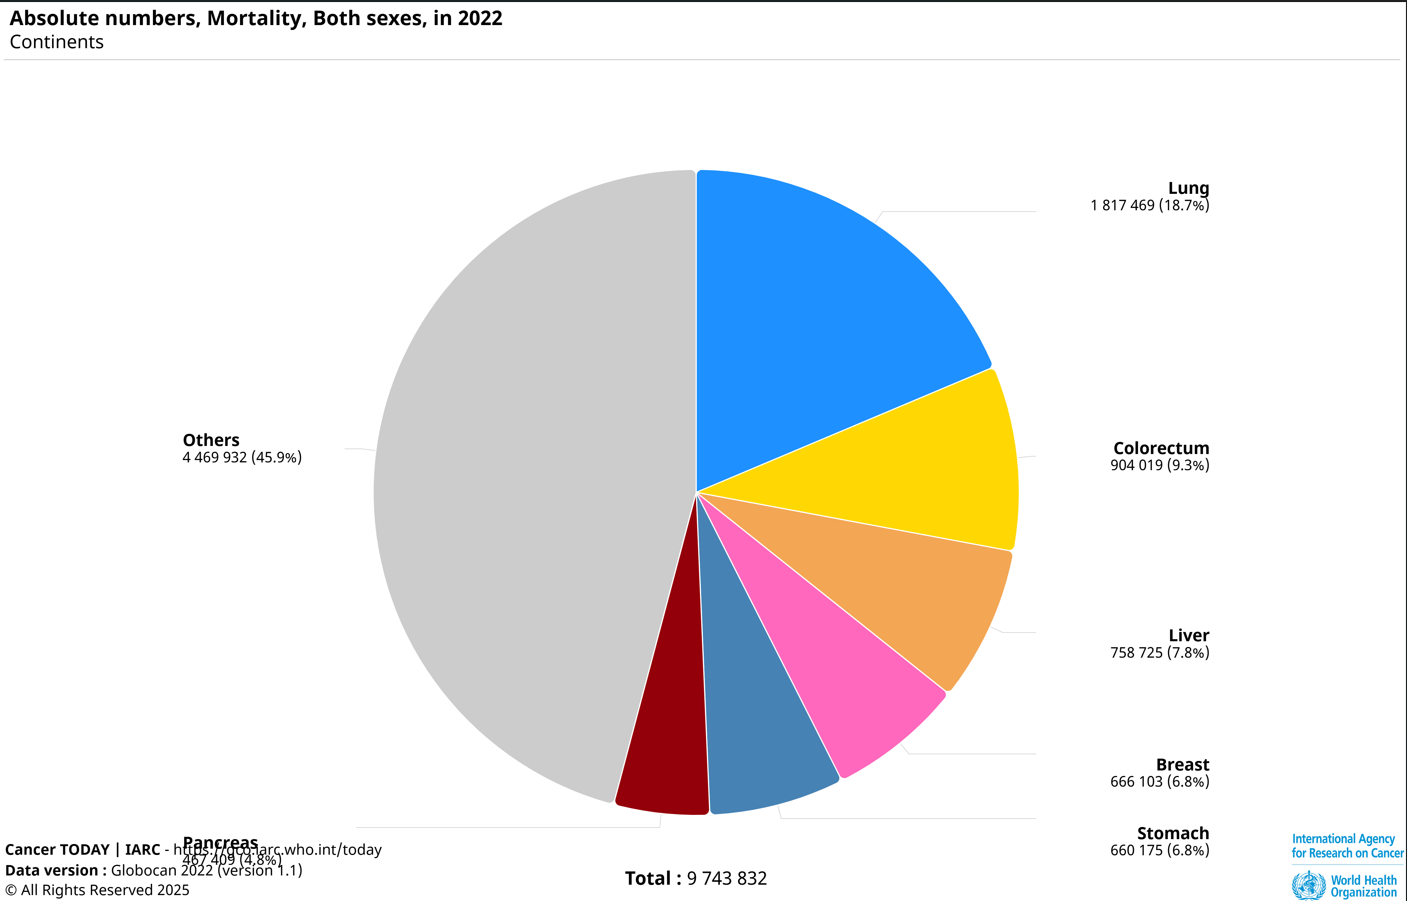 Absolute numbers, Mortality, Both sexes, in 2022
Continents
Lung
1 817 469 (18.7%)
Others
4 469 932 (45.9%)
Colorectum
904 019 (9.3%)
Liver
758 725 (7.8%)
Breast
666 103 (6.8%)
Stomach
660 175 (6.8%)
Pancreas
467 409 (4.8%)
Cancer TODAY | IARC - https://gco.iarc.who.int/today
Data version : Globocan 2022 (version 1.1)
© All Rights Reserved 2025
Total : 9 743 832
International Agency
for Research on Cancer
World Health
Organization